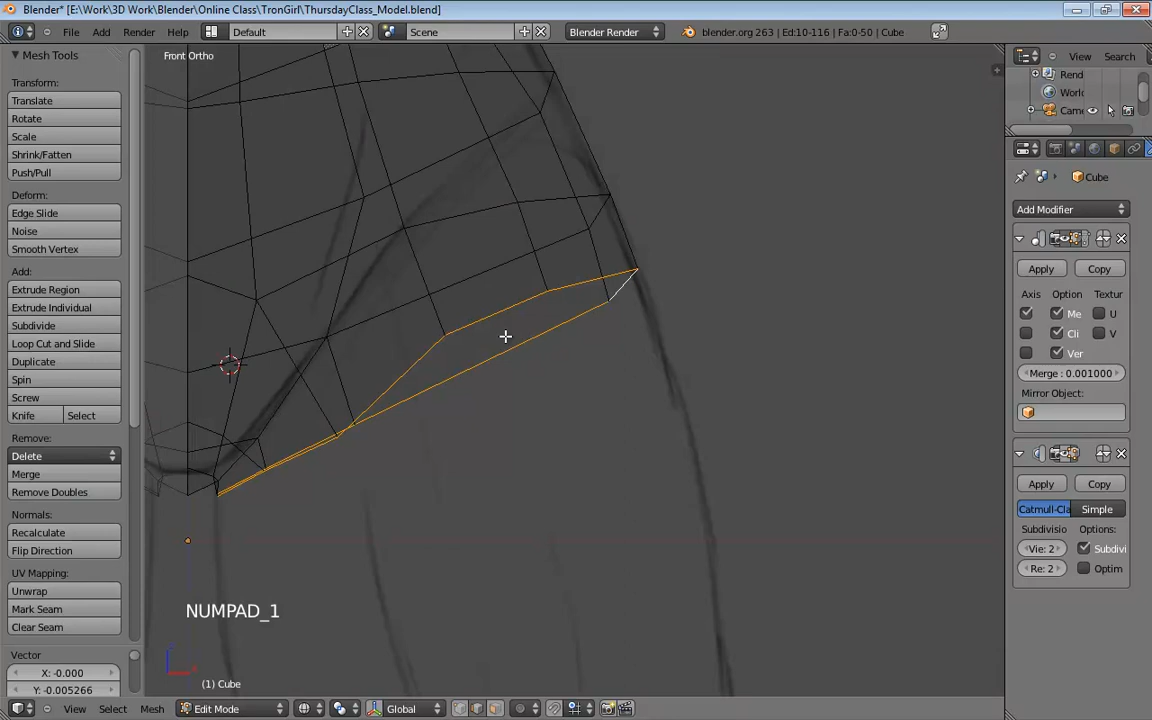 Blender* [E:\Work\3D Work\Blender\Online Class\TronGirl\ThursdayClass_Model.blend]
File Add Render Help Default Scene Blender Render blender.org 263 | Ed:10-116 | Fa:0-50 | Cube
Mesh Tools
Front Ortho
View Search
Transform:
Translate
Rotate
Scale
Shrink/Fatten
Push/Pull
Deform:
Edge Slide
Noise
Smooth Vertex
Add:
Extrude Region
Extrude Individual
Subdivide
Loop Cut and Slide
Duplicate
Spin
Screw
Knife Select
Remove:
Delete
Merge
Remove Doubles
Normals:
Recalculate
Flip Direction
UV Mapping:
Unwrap
Mark Seam
Clear Seam
Vector
X: -0.000
Y: -0.005266
NUMPAD_1
(1) Cube
View Select Mesh Edit Mode Global
Rend
World
Came
Cube
Add Modifier
Apply Copy
Axis Option Textur
Me U
Cli V
Ver
Merge : 0.001000
Mirror Object:
Apply Copy
Catmull-Cla Simple
Subdivisio Options:
Vie: 2 Subdivi
Re: 2 Optim